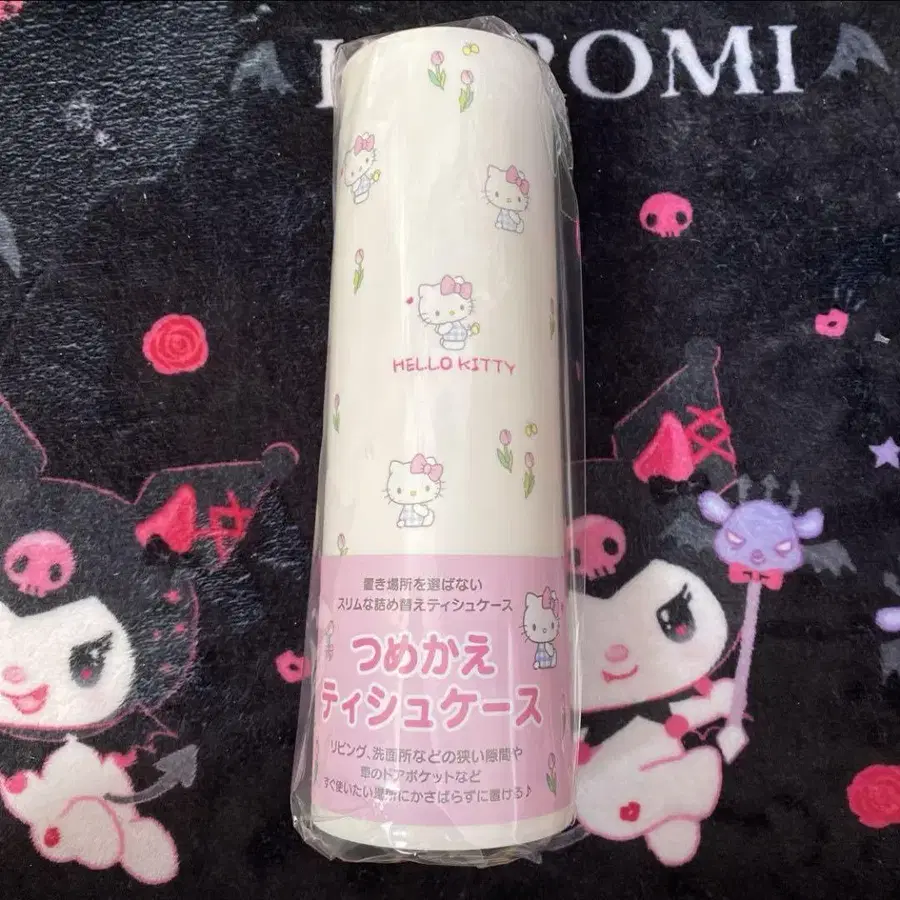 HELLO KITTY
置き場所を選ばない
スリムな詰め替えティシュケース
つめかえ
ティシュケース
リビング、洗面所などの狭い隙間や
車のドアポケットなど
すぐ使いたい場所にかさばらずに置ける♪